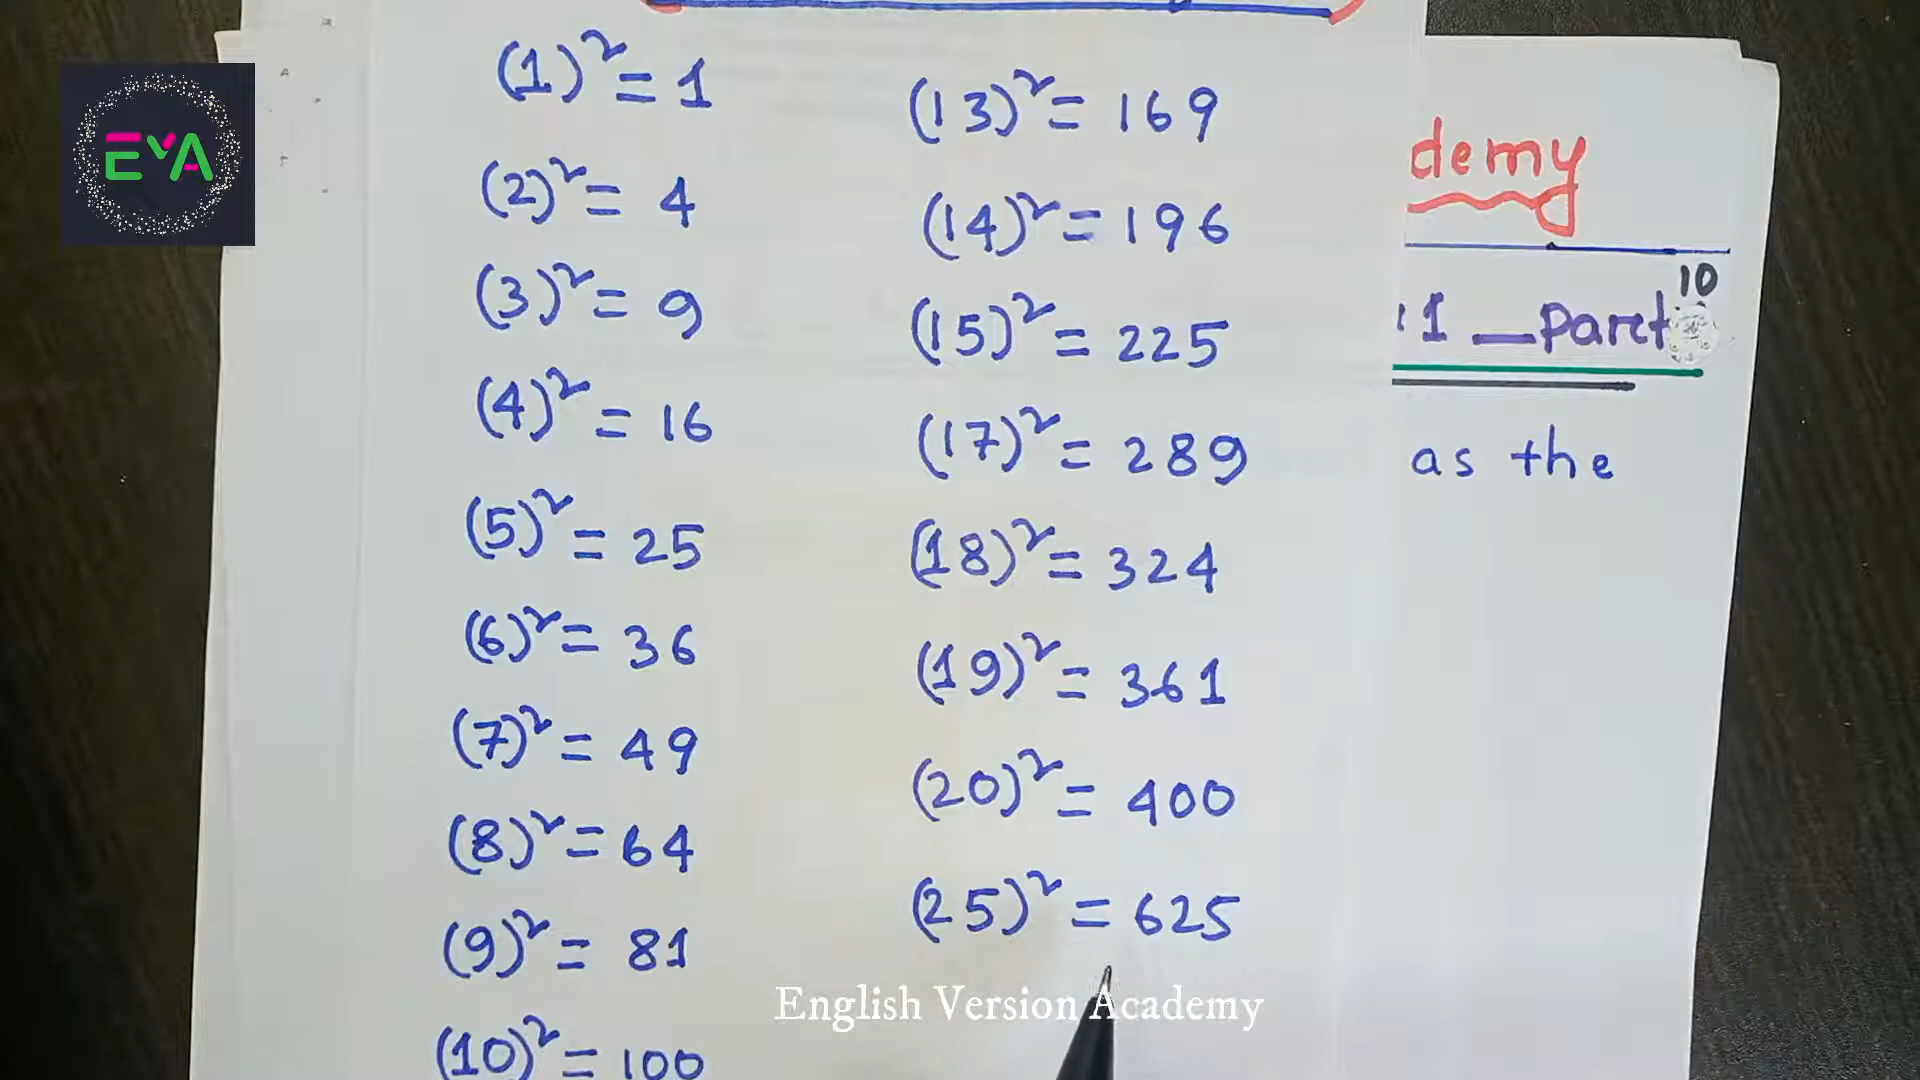 EYA
(1)² = 1
(2)² = 4
(3)² = 9
(4)² = 16
(5)² = 25
(6)² = 36
(7)² = 49
(8)² = 64
(9)² = 81
(10)² = 100
(13)² = 169
(14)² = 196
(15)² = 225
(17)² = 289
(18)² = 324
(19)² = 361
(20)² = 400
(25)² = 625
demy
10
1 _part
as the
English Version Academy